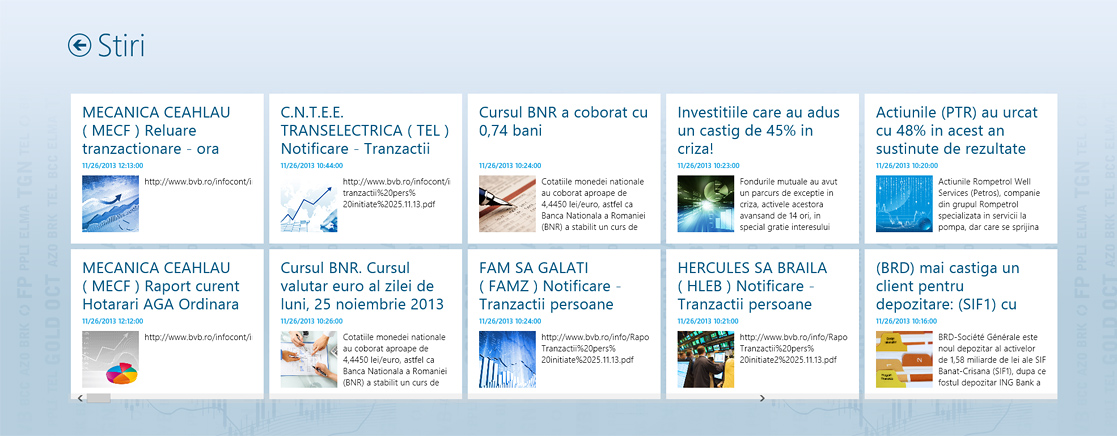 Stiri
MECANICA CEAHLAU
( MECF ) Reluare
tranzactionare - ora
11/26/2013 12:13:00
http://www.bvb.ro/infocont/i
C.N.T.E.E.
TRANSELECTRICA ( TEL )
Notificare - Tranzactii
11/26/2013 10:44:00
http://www.bvb.ro/infocont/i
tranzactii%20pers%
20initiate%2025.11.13.pdf
Cursul BNR a coborat cu
0,74 bani
11/26/2013 10:24:00
Cotatiile monedei nationale
au coborat aproape de
4,4450 lei/euro, astfel ca
Banca Nationala a Romaniei
(BNR) a stabilit un curs de
Investitiile care au adus
un castig de 45% in
criza!
11/26/2013 10:23:00
Fondurile mutuale au avut
un parcurs de exceptie in
criza, activele acestora
avansand de 14 ori, in
special gratie interesului
Actiunile (PTR) au urcat
cu 48% in acest an
sustinute de rezultate
11/26/2013 10:20:00
Actiunile Rompetrol Well
Services (Petros), companie
din grupul Rompetrol
specializata in servicii la
pompa, dar care se sprijina
MECANICA CEAHLAU
( MECF ) Raport curent
Hotarari AGA Ordinara
11/26/2013 12:12:00
http://www.bvb.ro/infocont/i
Cursul BNR. Cursul
valutar euro al zilei de
luni, 25 noiembrie 2013
11/26/2013 10:26:00
Cotatiile monedei nationale
au coborat aproape de
4,4450 lei/euro, astfel ca
Banca Nationala a Romaniei
(BNR) a stabilit un curs de
FAM SA GALATI
( FAMZ ) Notificare -
Tranzactii persoane
11/26/2013 10:24:00
http://www.bvb.ro/info/Rapo
Tranzactii%20pers%
20initiate%2025.11.13.pdf
HERCULES SA BRAILA
( HLEB ) Notificare -
Tranzactii persoane
11/26/2013 10:21:00
http://www.bvb.ro/info/Rapo
Tranzactii%20pers%
20initiate2%2025.11.13.pdf
(BRD) mai castiga un
client pentru
depozitare: (SIF1) cu
11/26/2013 10:16:00
BRD-Société Générale este
noul depozitar al activelor
de 1,58 miliarde de lei ale SIF
Banat-Crisana (SIF1), dupa ce
fostul depozitar ING Bank a